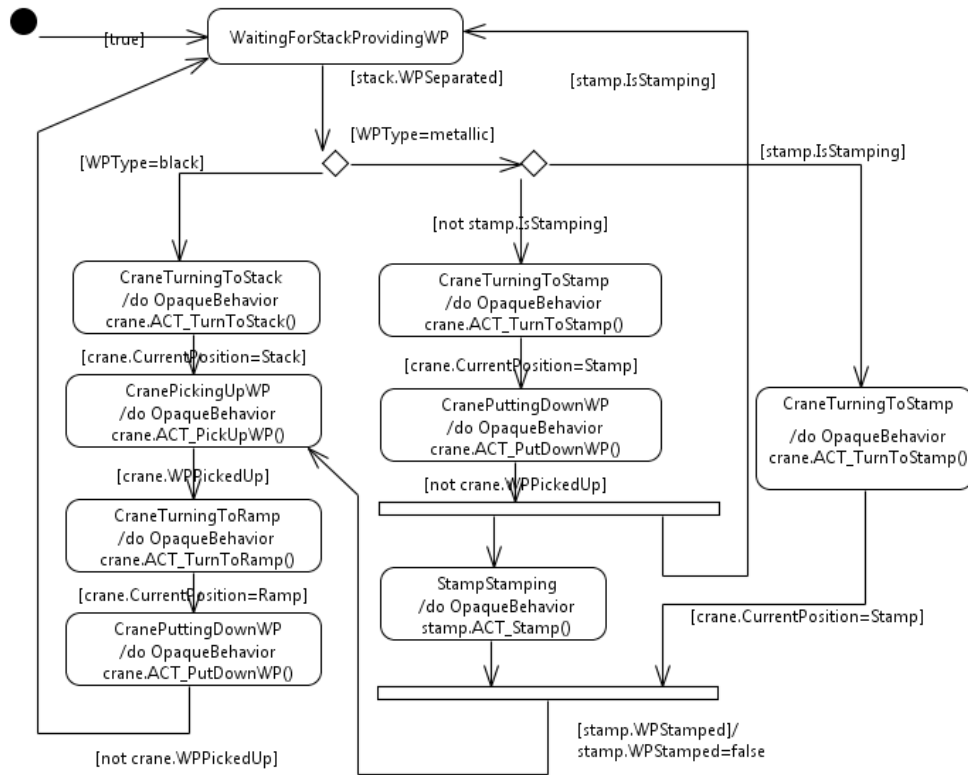 WaitingForStackProvidingWP
[true]
[stack.WPSeparated]
[stamp.IsStamping]
[WPType=metallic]
[WPType=black]
[stamp.IsStamping]
[not stamp.IsStamping]
CraneTurningToStack
/do OpaqueBehavior
crane.ACT_TurnToStack()
CraneTurningToStamp
/do OpaqueBehavior
crane.ACT_TurnToStamp()
[crane.CurrentPosition=Stack]
[crane.CurrentPosition=Stamp]
CranePickingUpWP
/do OpaqueBehavior
crane.ACT_PickUpWP()
CranePuttingDownWP
/do OpaqueBehavior
crane.ACT_PutDownWP()
CraneTurningToStamp
/do OpaqueBehavior
crane.ACT_TurnToStamp()
[crane.WPPickedUp]
[not crane.WPPickedUp]
CraneTurningToRamp
/do OpaqueBehavior
crane.ACT_TurnToRamp()
StampStamping
/do OpaqueBehavior
stamp.ACT_Stamp()
[crane.CurrentPosition=Ramp]
[crane.CurrentPosition=Stamp]
CranePuttingDownWP
/do OpaqueBehavior
crane.ACT_PutDownWP()
[stamp.WPStamped]/
stamp.WPStamped=false
[not crane.WPPickedUp]